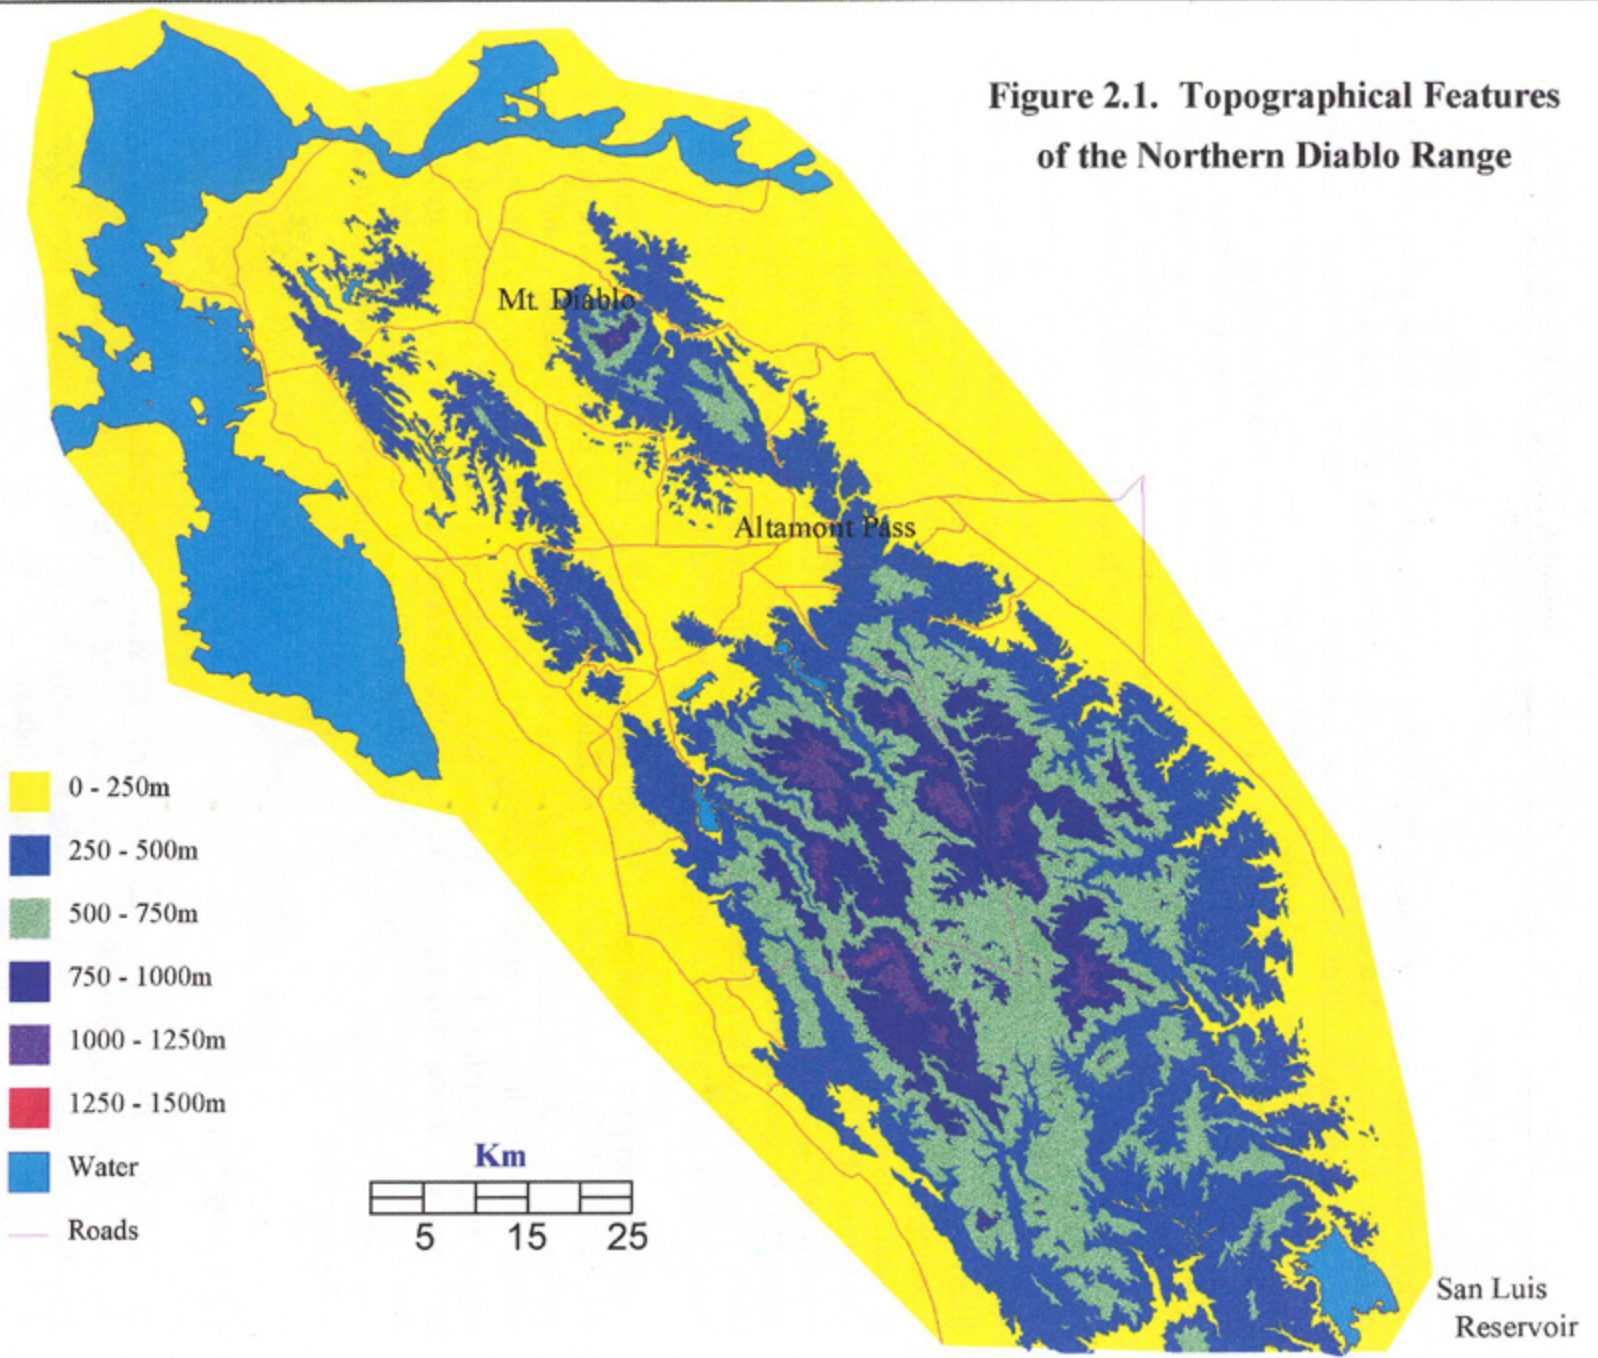 Figure 2.1. Topographical Features
of the Northern Diablo Range
Mt. Diablo
Altamont Pass
0 - 250m
250 - 500m
500 - 750m
750 - 1000m
1000 - 1250m
1250 - 1500m
Water
Roads
Km
5 15 25
San Luis
Reservoir